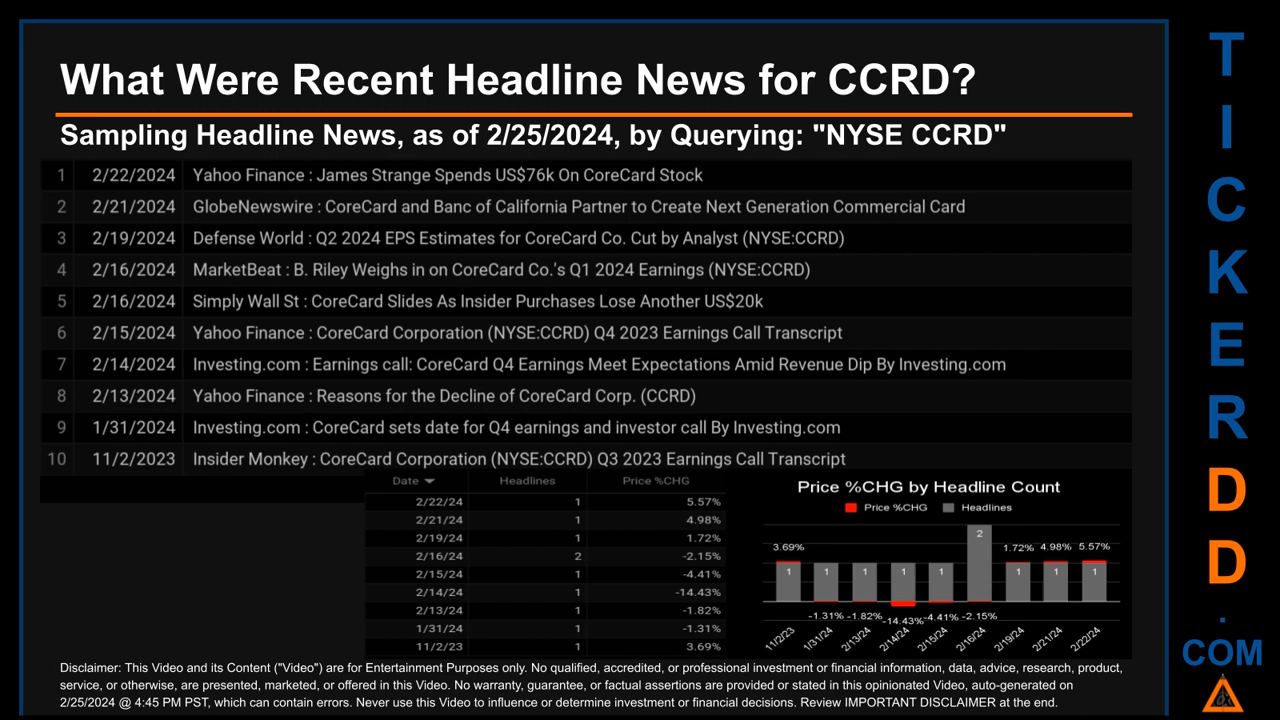 What Were Recent Headline News for CCRD?
Sampling Headline News, as of 2/25/2024, by Querying: "NYSE CCRD"
1 2/22/2024 Yahoo Finance : James Strange Spends US$76k On CoreCard Stock
2 2/21/2024 GlobeNewswire : CoreCard and Banc of California Partner to Create Next Generation Commercial Card
3 2/19/2024 Defense World : Q2 2024 EPS Estimates for CoreCard Co. Cut by Analyst (NYSE:CCRD)
4 2/16/2024 MarketBeat : B. Riley Weighs in on CoreCard Co.'s Q1 2024 Earnings (NYSE:CCRD)
5 2/16/2024 Simply Wall St : CoreCard Slides As Insider Purchases Lose Another US$20k
6 2/15/2024 Yahoo Finance : CoreCard Corporation (NYSE:CCRD) Q4 2023 Earnings Call Transcript
7 2/14/2024 Investing.com : Earnings call: CoreCard Q4 Earnings Meet Expectations Amid Revenue Dip By Investing.com
8 2/13/2024 Yahoo Finance : Reasons for the Decline of CoreCard Corp. (CCRD)
9 1/31/2024 Investing.com : CoreCard sets date for Q4 earnings and investor call By Investing.com
10 11/2/2023 Insider Monkey : CoreCard Corporation (NYSE:CCRD) Q3 2023 Earnings Call Transcript
Date Headlines Price %CHG
2/22/24 1 5.57%
2/21/24 1 4.98%
2/19/24 1 1.72%
2/16/24 2 -2.15%
2/15/24 1 -4.41%
2/14/24 1 -14.43%
2/13/24 1 -1.82%
1/31/24 1 -1.31%
11/2/23 1 3.69%
Price %CHG by Headline Count
Price %CHG Headlines
2
3.69% 1.72% 4.98% 5.57%
1 1 1 1 1 1 1 1
-1.31% -1.82% -14.43% -4.41% -2.15%
11/2/23 1/31/24 2/13/24 2/14/24 2/15/24 2/16/24 2/19/24 2/21/24 2/22/24
Disclaimer: This Video and its Content ("Video") are for Entertainment Purposes only. No qualified, accredited, or professional investment or financial information, data, advice, research, product,
service, or otherwise, are presented, marketed, or offered in this Video. No warranty, guarantee, or factual assertions are provided or stated in this opinionated Video, auto-generated on
2/25/2024 @ 4:45 PM PST, which can contain errors. Never use this Video to influence or determine investment or financial decisions. Review IMPORTANT DISCLAIMER at the end.
T
I
C
K
E
R
D
D
.
COM